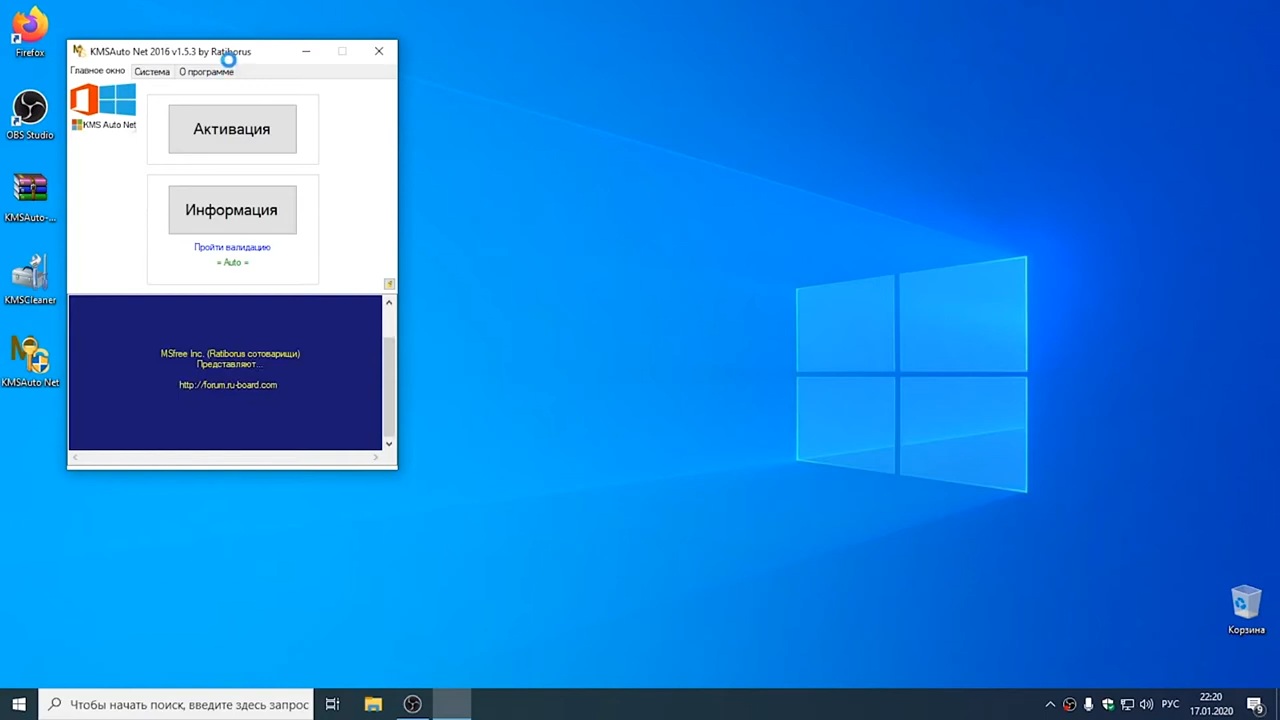 Firefox
OBS Studio
KMSAuto-...
KMSCleaner
KMSAuto Net
KMSAuto Net 2016 v1.5.3 by Ratiborus
Главное окно
Система
О программе
KMS Auto Net
Активация
Информация
Пройти валидацию
= Auto =
MSfree Inc. (Ratiborus сотоварищи)
Представляют...
http://forum.ru-board.com
Корзина
Чтобы начать поиск, введите здесь запрос
РУС
22:20
17.01.2020
9